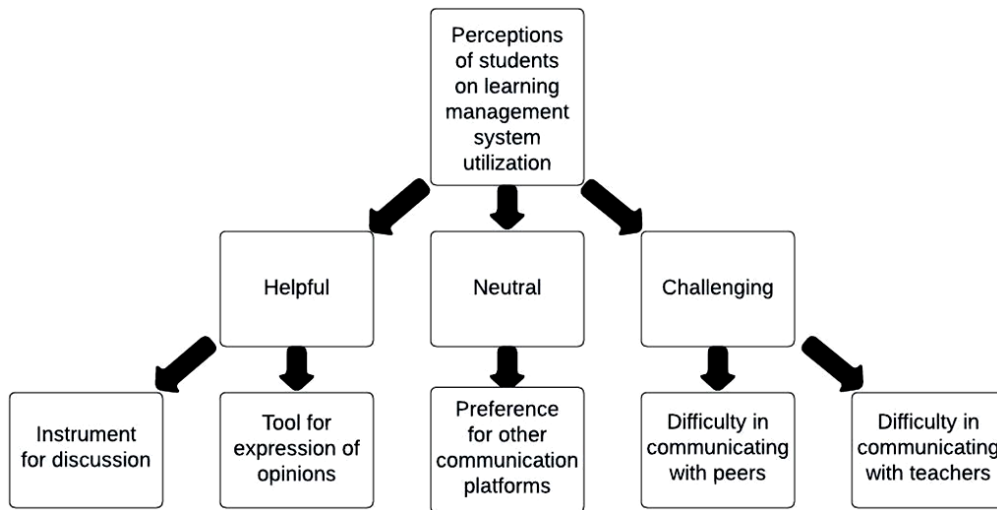 Perceptions
of students
on learning
management
system
utilization
Helpful
Neutral
Challenging
Instrument
for discussion
Tool for
expression of
opinions
Preference
for other
communication
platforms
Difficulty in
communicating
with peers
Difficulty in
communicating
with teachers